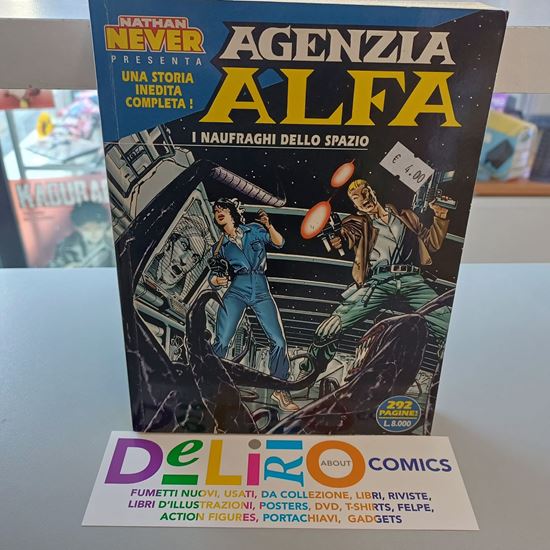 NATHAN
NEVER
PRESENTA
UNA STORIA
INEDITA
COMPLETA !
AGENZIA
ALFA
I NAUFRAGHI DELLO SPAZIO
€ 4.00
KABUKI
292
PAGINE!
L. 8.000
DeLiRiO
ABOUT
COMICS
FUMETTI NUOVI, USATI, DA COLLEZIONE, LIBRI, RIVISTE,
LIBRI D'ILLUSTRAZIONI, POSTERS, DVD, T-SHIRTS, FELPE,
ACTION FIGURES, PORTACHIAVI, GADGETS